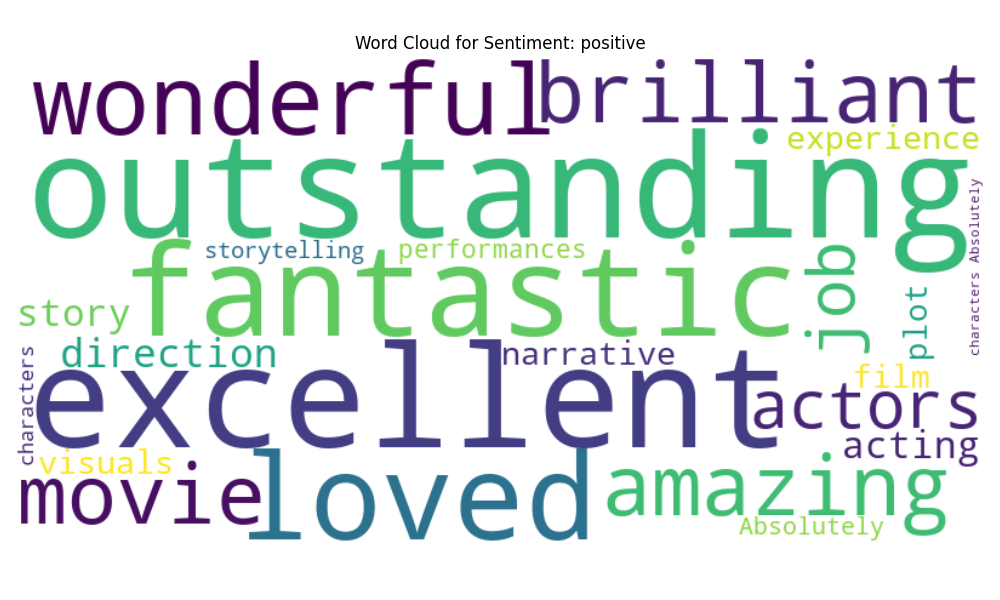 Word Cloud for Sentiment: positive
wonderful
brilliant
experience
outstanding
storytelling
performances
fantastic
job
plot
characters Absolutely
story
direction
narrative
characters
excellent
film
actors
acting
visuals
movie
loved
amazing
Absolutely